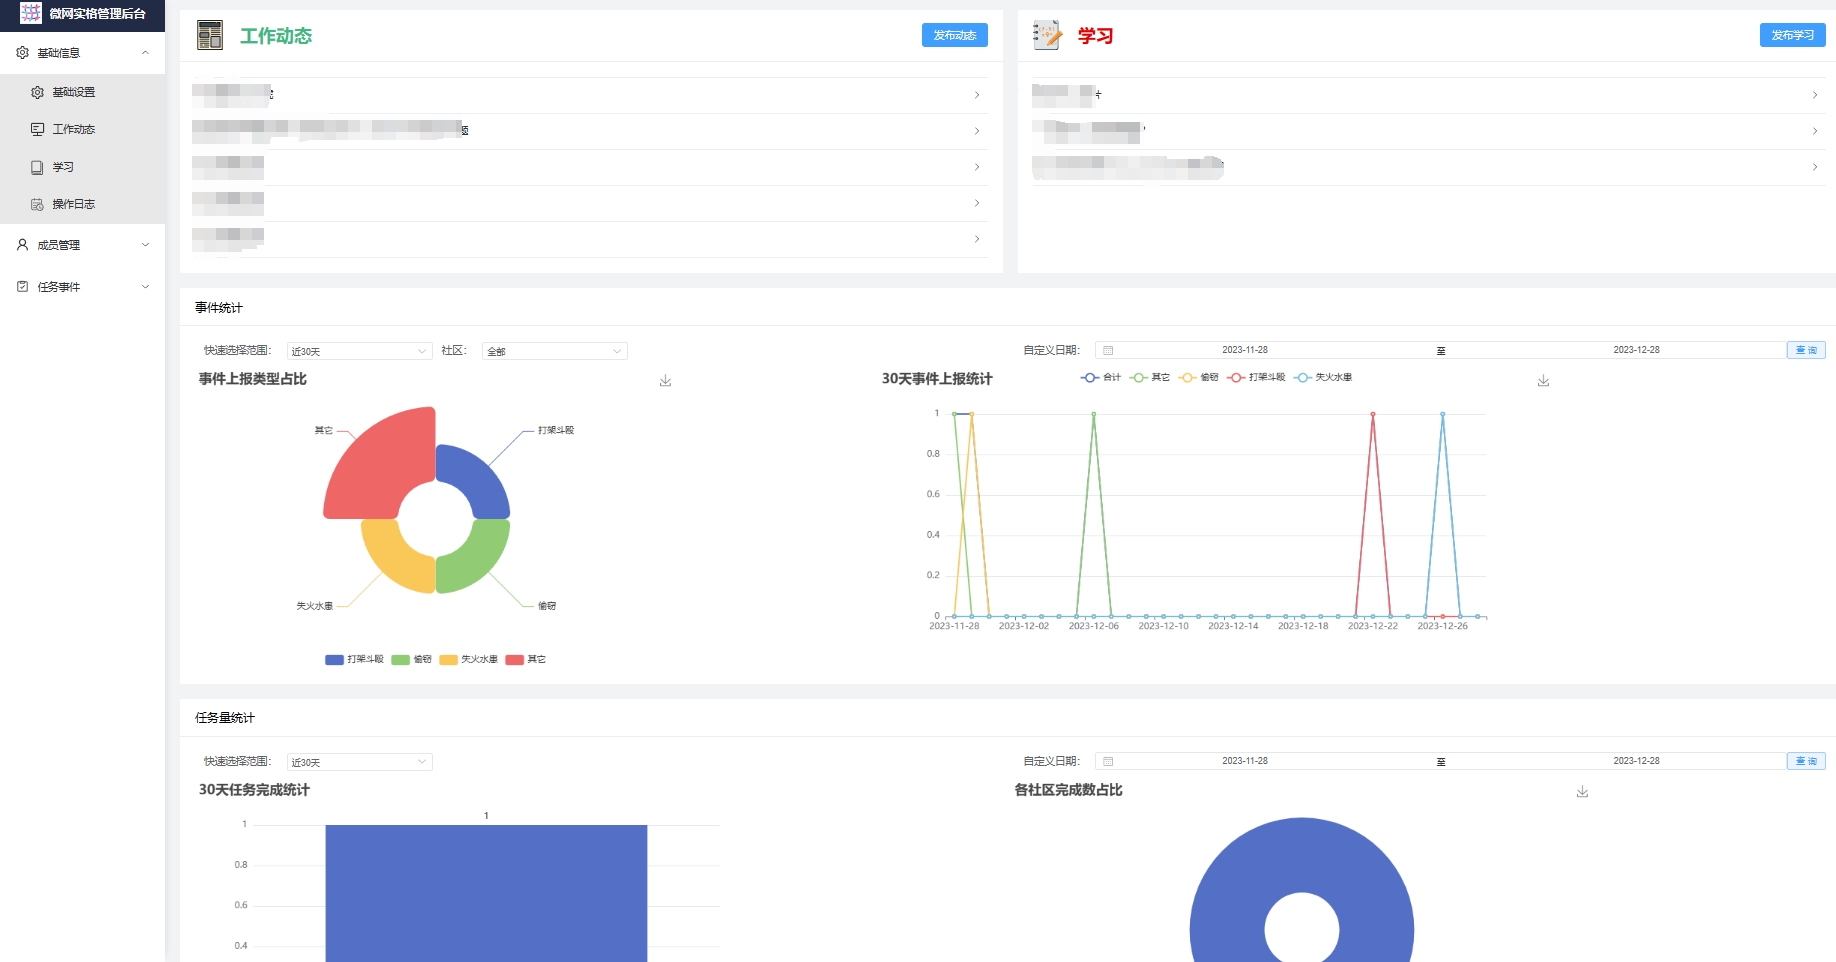 微网实格管理后台
基础信息
基础设置
工作动态
学习
操作日志
成员管理
任务事件
工作动态
发布动态
学习
发布学习
题
片
事件统计
快速选择范围: 近30天 社区: 全部
自定义日期: 2023-11-28 至 2023-12-28 查询
事件上报类型占比
其它
打架斗殴
失火水患
偷窃
打架斗殴 偷窃 失火水患 其它
30天事件上报统计
合计 其它 偷窃 打架斗殴 失火水患
1
0.8
0.6
0.4
0.2
0
2023-11-28 2023-12-02 2023-12-06 2023-12-10 2023-12-14 2023-12-18 2023-12-22 2023-12-26
任务量统计
快速选择范围: 近30天
自定义日期: 2023-11-28 至 2023-12-28 查询
30天任务完成统计
1
1
0.8
0.6
0.4
各社区完成数占比